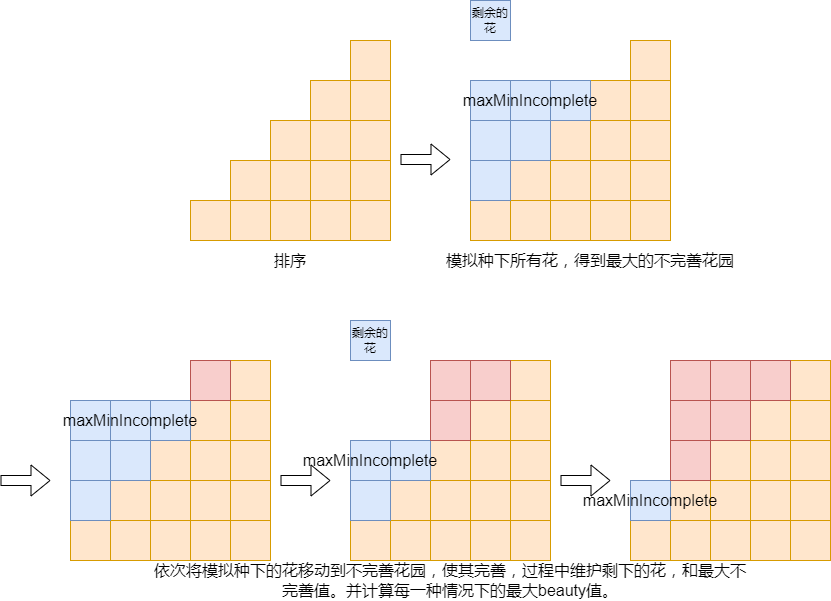 剩余的
花
maxMinIncomplete
排序
模拟种下所有花，得到最大的不完善花园
剩余的
花
maxMinIncomplete
maxMinIncomplete
maxMinIncomplete
依次将模拟种下的花移动到不完善花园，使其完善，过程中维护剩下的花，和最大不
完善值。并计算每一种情况下的最大beauty值。